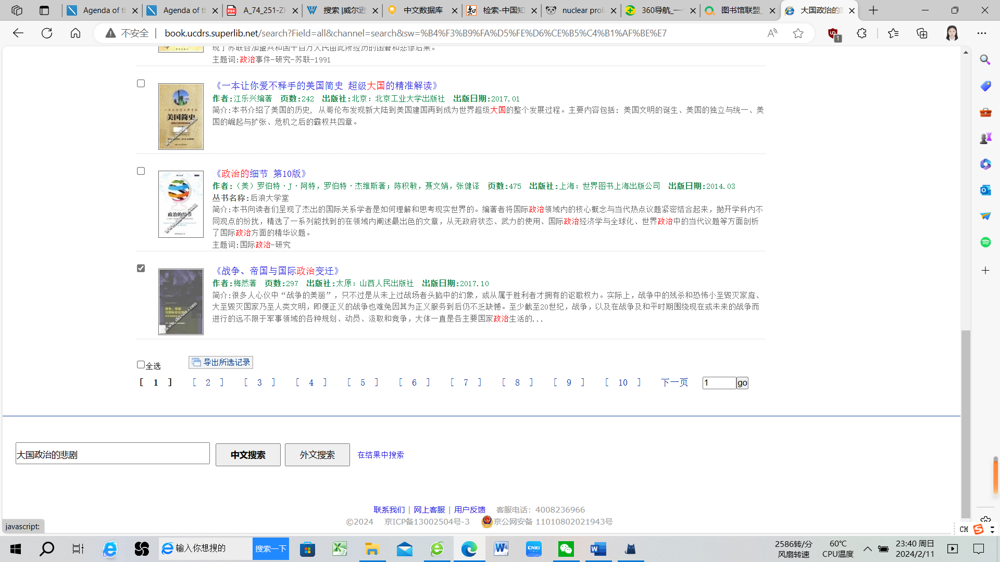 Agenda of th
Agenda of th
A_74_251-ZH
搜索 |威尔逊
中文数据库
检索-中国知
nuclear proli
360导航_一个
图书馆联盟_
大国政治的悲
不安全
book.ucdrs.superlib.net/search?Field=all&channel=search&sw=%B4%F3%B9%FA%D5%FE%D6%CE%B5%C4%B1%AF%BE%E7
1
现了苏联各加盟共和国千百万人民由此所经历的困窘和悲惨后果。
主题词:政治事件-研究-苏联-1991
《一本让你爱不释手的美国简史 超级大国的精准解读》
作者:江乐兴编著 页数:242 出版社:北京：北京工业大学出版社 出版日期:2017.01
简介:本书介绍了美国的历史, 从哥伦布发现新大陆到美国建国再到成为世界超级大国的整个发展过程。主要内容包括：美国文明的诞生、美国的独立与统一、美
国的崛起与扩张、危机之后的霸权共四章。
美国简史
《政治的细节 第10版》
作者:（美）罗伯特·J·阿特，罗伯特·杰维斯著；陈积敏，聂文娟，张健译 页数:475 出版社:上海：世界图书上海出版公司 出版日期:2014.03
丛书名称:后浪大学堂
简介:本书向读者们呈现了杰出的国际关系学者是如何理解和思考现实世界的。编著者将国际政治领域内的核心概念与当代热点议题紧密结合起来，抛开学科内不
同观点的纷扰，精选了一系列能找到的在领域内阐述最出色的文章，从无政府状态、武力的使用、国际政治经济学与全球化、世界政治中的当代议题等方面剖析
了国际政治方面的精华议题。
主题词:国际政治-研究
政治的细节
《战争、帝国与国际政治变迁》
作者:梅然著 页数:297 出版社:太原：山西人民出版社 出版日期:2017.10
简介:很多人心仪中“战争的美丽”，只不过是从未上过战场者头脑中的幻象，或从属于胜利者才拥有的讴歌权力。实际上，战争中的残杀和恐怖小至毁灭家庭、
大至毁灭国家乃至人类文明，即便正义的战争也难免因其为正义服务到后仍不乏缺憾。至少截至20世纪，战争，以及在战争及和平时期围绕现在或未来的战争而
进行的远不限于军事领域的各种规划、动员、汲取和竞争，大体一直是各主要国家政治生活的...
全选
导出所选记录
[ 1 ] [ 2 ] [ 3 ] [ 4 ] [ 5 ] [ 6 ] [ 7 ] [ 8 ] [ 9 ] [ 10 ] 下一页 1 go
大国政治的悲剧
中文搜索
外文搜索
在结果中搜索
联系我们 | 网上客服 | 用户反馈 客服电话：4008236966
©2024 京ICP备13002504号-3 京公网安备 11010802021943号
javascript:
CH
输入你想搜的
搜索一下
CNKI
2586转/分
风扇转速
60℃
CPU温度
23:40 周日
2024/2/11